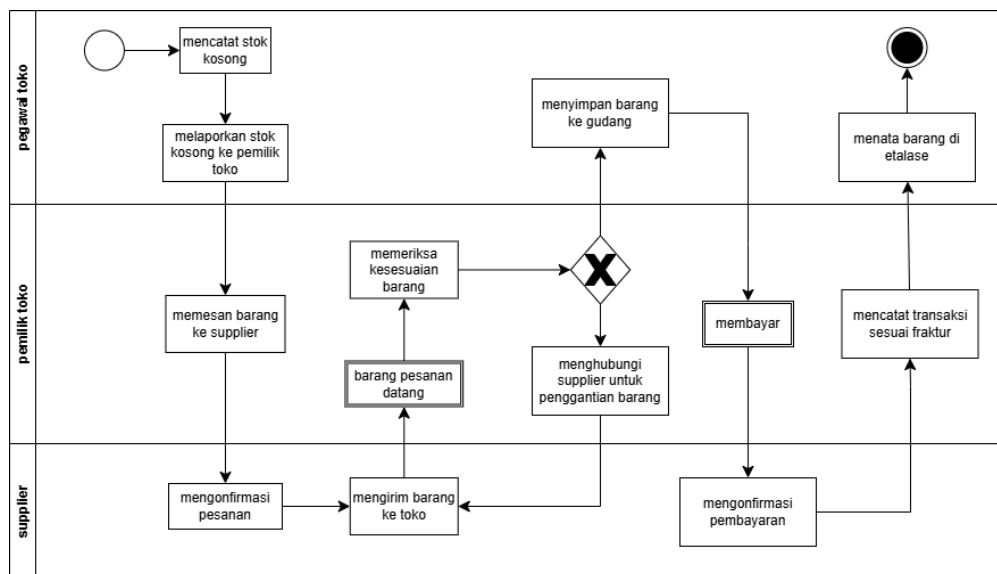 pegawai toko
mencatat stok
kosong
melaporkan stok
kosong ke pemilik
toko
menyimpan barang
ke gudang
menata barang di
etalase
pemilik toko
memesan barang
ke supplier
memeriksa
kesesuaian
barang
barang pesanan
datang
X
menghubungi
supplier untuk
penggantian barang
membayar
mencatat transaksi
sesuai fraktur
supplier
mengonfirmasi
pesanan
mengirim barang
ke toko
mengonfirmasi
pembayaran